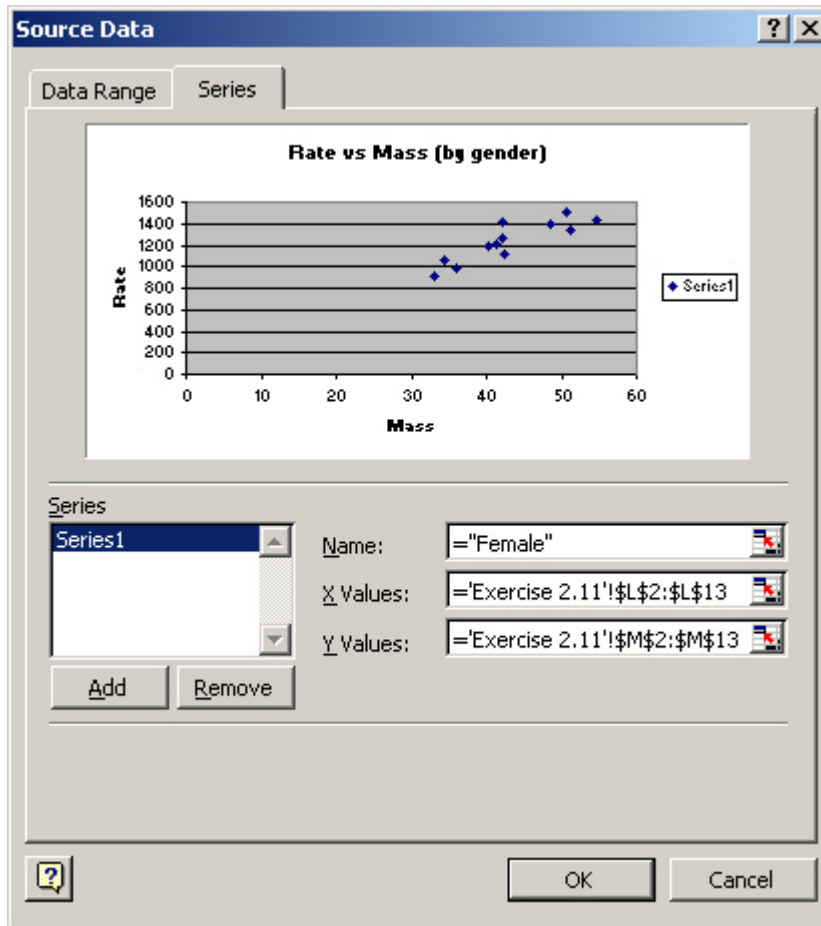 Source Data
Data Range
Series
Rate vs Mass (by gender)
1600
1400
1200
1000
800
600
400
200
0
Rate
0 10 20 30 40 50 60
Mass
Series1
Series
Series1
Add
Remove
Name:
="Female"
X Values:
='Exercise 2.11'!$L$2:$L$13
Y Values:
='Exercise 2.11'!$M$2:$M$13
?
OK
Cancel